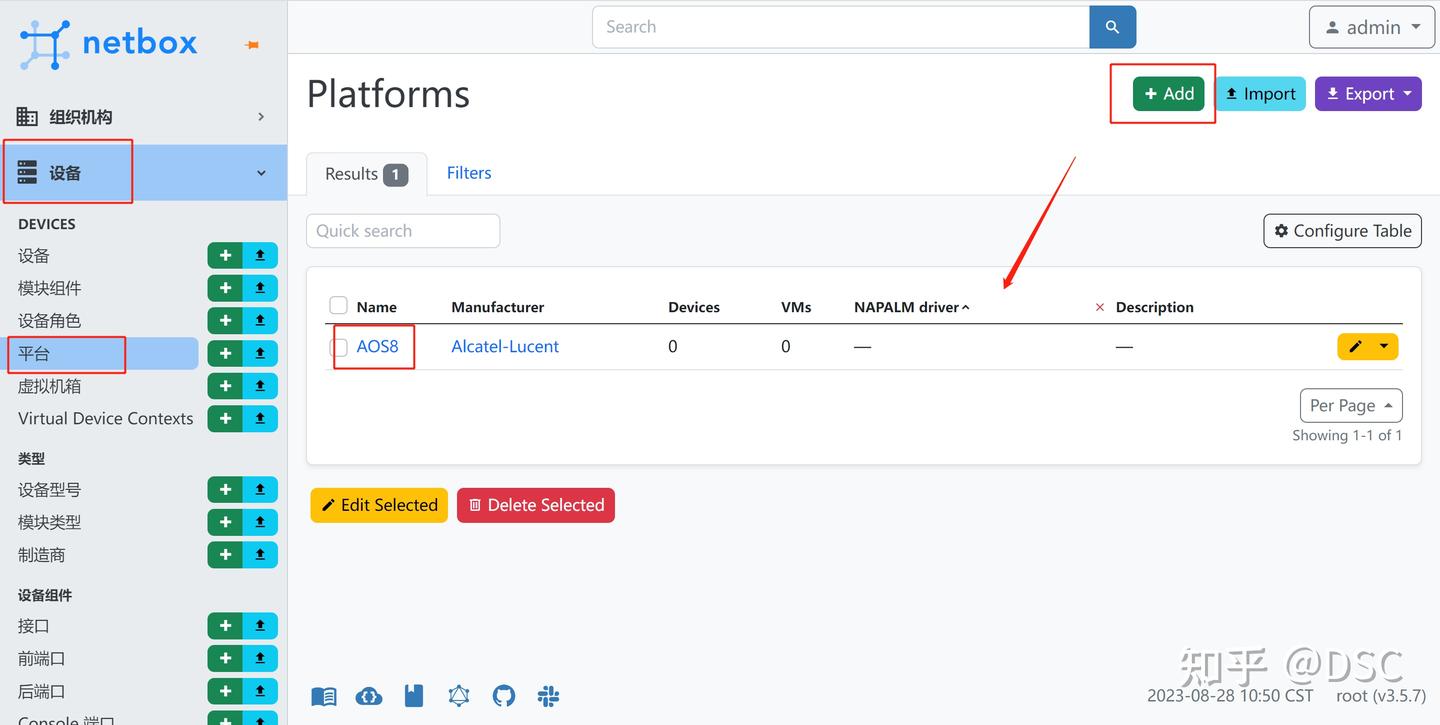 netbox
Search
admin
组织机构
设备
DEVICES
设备
模块组件
设备角色
平台
虚拟机箱
Virtual Device Contexts
类型
设备型号
模块类型
制造商
设备组件
接口
前端口
后端口
Console 端口
Platforms
Add
Import
Export
Results 1
Filters
Quick search
Configure Table
Name Manufacturer Devices VMs NAPALM driver Description
AOS8 Alcatel-Lucent 0 0 — —
Per Page
Showing 1-1 of 1
Edit Selected
Delete Selected
知乎 @DSC
2023-08-28 10:50 CST root (v3.5.7)